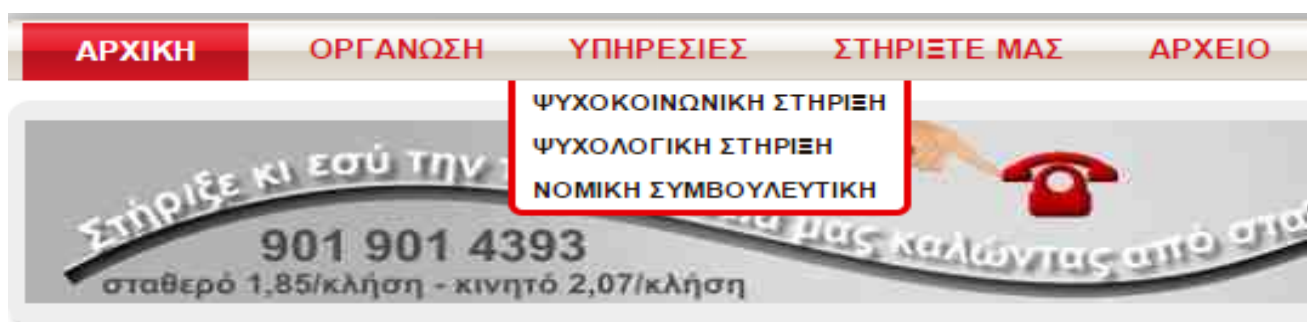 ΑΡΧΙΚΗ ΟΡΓΑΝΩΣΗ ΥΠΗΡΕΣΙΕΣ ΣΤΗΡΙΞΤΕ ΜΑΣ ΑΡΧΕΙΟ
ΨΥΧΟΚΟΙΝΩΝΙΚΗ ΣΤΗΡΙΞΗ
ΨΥΧΟΛΟΓΙΚΗ ΣΤΗΡΙΞΗ
ΝΟΜΙΚΗ ΣΥΜΒΟΥΛΕΥΤΙΚΗ
Στήριξε κι εσύ την μας καλώντας από
901 901 4393
σταθερό 1,85/κλήση - κινητό 2,07/κλήση